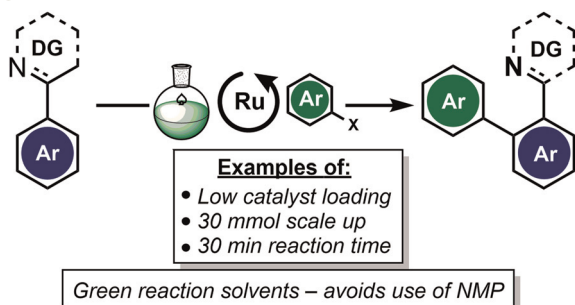 DG
N
Ar
Ru
Ar
X
DG
N
Ar
Ar
Examples of:
• Low catalyst loading
• 30 mmol scale up
• 30 min reaction time
Green reaction solvents – avoids use of NMP